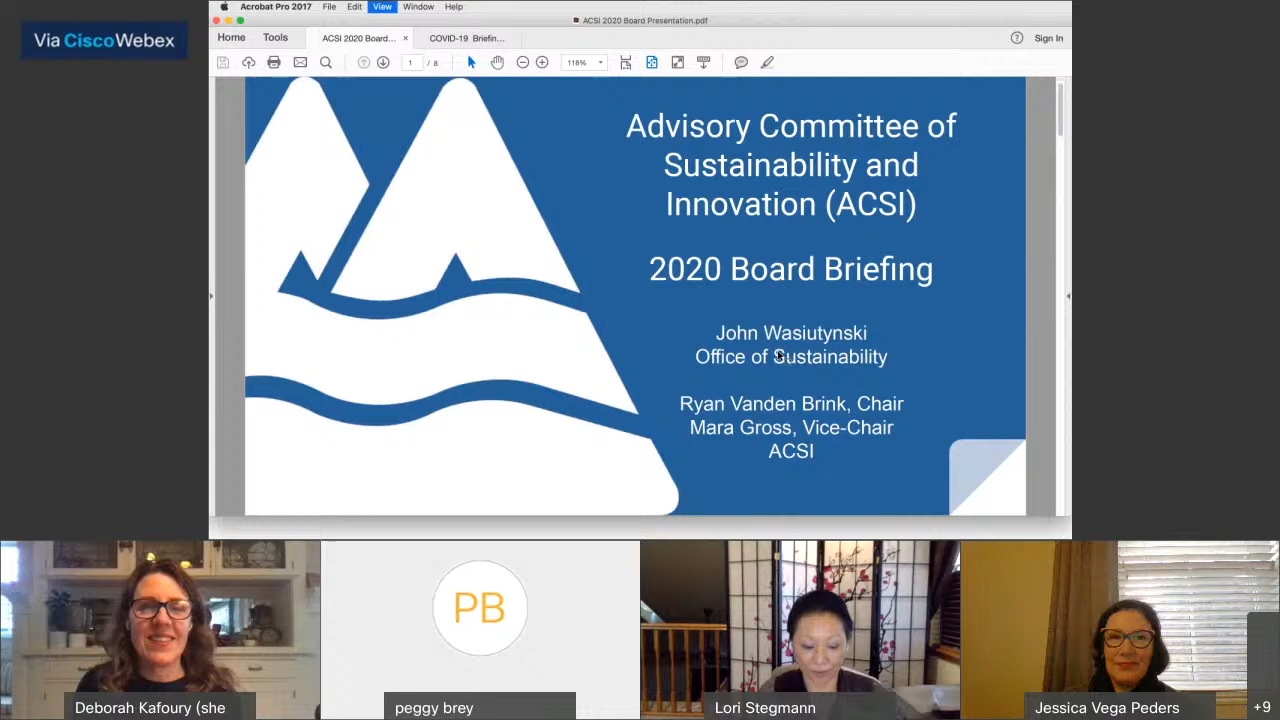 Acrobat Pro 2017 File Edit View Window Help
ACSI 2020 Board Presentation.pdf
Via CiscoWebex
Home Tools ACSI 2020 Board... × COVID-19 Briefin... ? Sign In
1 / 8 118%
Advisory Committee of
Sustainability and
Innovation (ACSI)
2020 Board Briefing
John Wasiutynski
Office of Sustainability
Ryan Vanden Brink, Chair
Mara Gross, Vice-Chair
ACSI
PB
Deborah Kafoury (she
peggy brey
Lori Stegmann
Jessica Vega Peders
+9